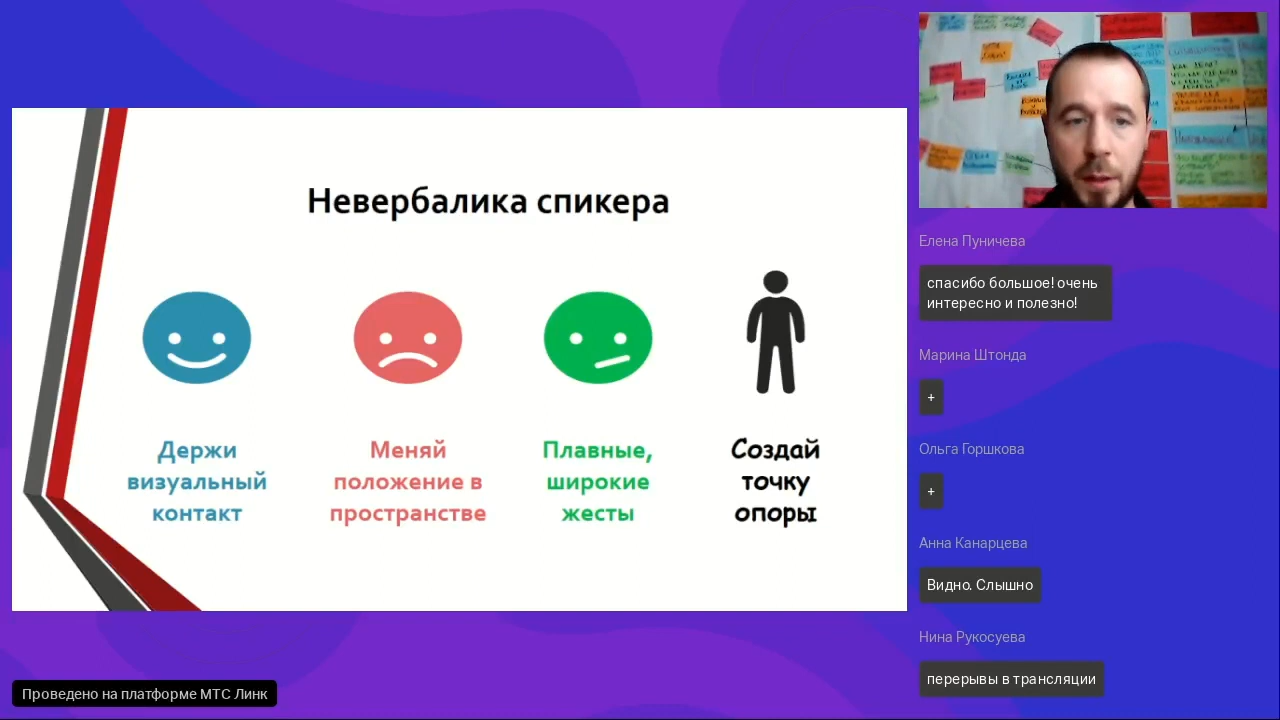 Невербалика спикера
Держи
визуальный
контакт
Меняй
положение в
пространстве
Плавные,
широкие
жесты
Создай
точку
опоры
Елена Пуничева
спасибо большое! очень
интересно и полезно!
Марина Штонда
+
Ольга Горшкова
+
Анна Канарцева
Видно. Слышно
Нина Рукосуева
перерывы в трансляции
Проведено на платформе МТС Линк